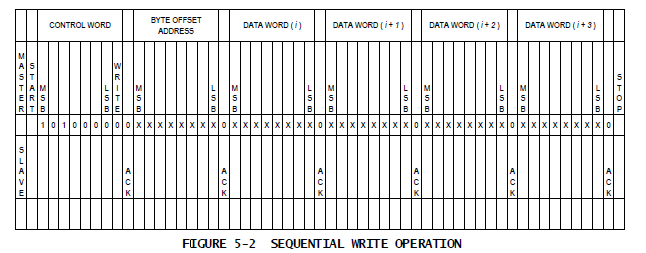 CONTROL WORD BYTE OFFSET ADDRESS DATA WORD (i) DATA WORD (i + 1) DATA WORD (i + 2) DATA WORD (i + 3)
MASTER START MSB LSB WRITE MSB LSB MSB LSB MSB LSB MSB LSB MSB LSB STOP
1 0 1 0 0 0 0 0 0 X X X X X X X X 0 X X X X X X X X 0 X X X X X X X X 0 X X X X X X X X 0 X X X X X X X X 0
SLAVE ACK ACK ACK ACK ACK ACK
FIGURE 5-2 SEQUENTIAL WRITE OPERATION